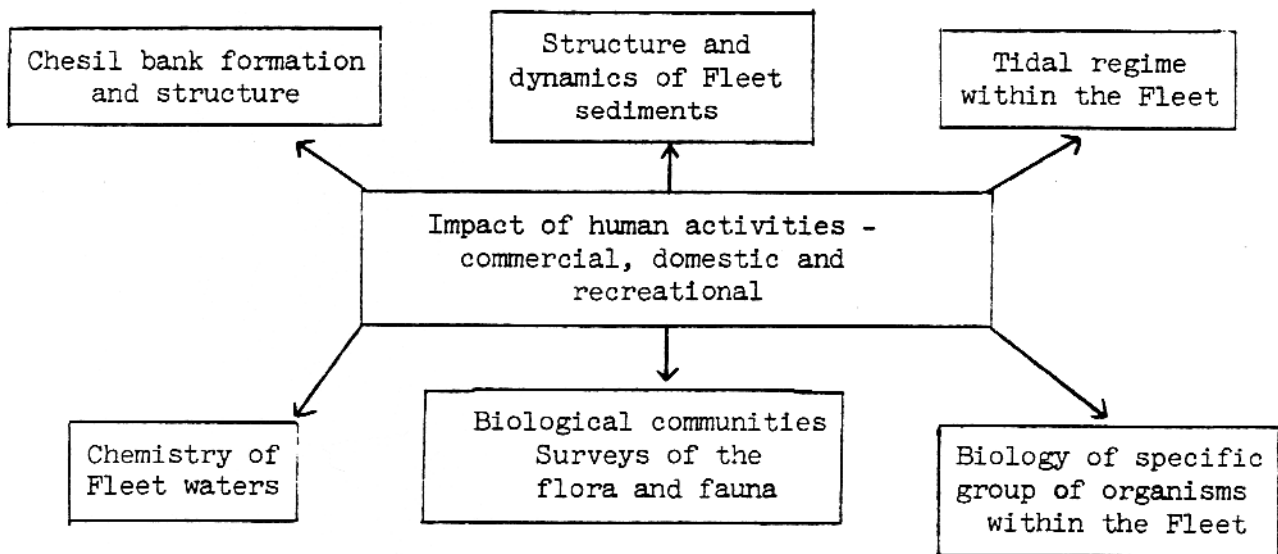 Chesil bank formation
and structure
Structure and
dynamics of Fleet
sediments
Tidal regime
within the Fleet
Impact of human activities -
commercial, domestic and
recreational
Chemistry of
Fleet waters
Biological communities
Surveys of the
flora and fauna
Biology of specific
group of organisms
within the Fleet